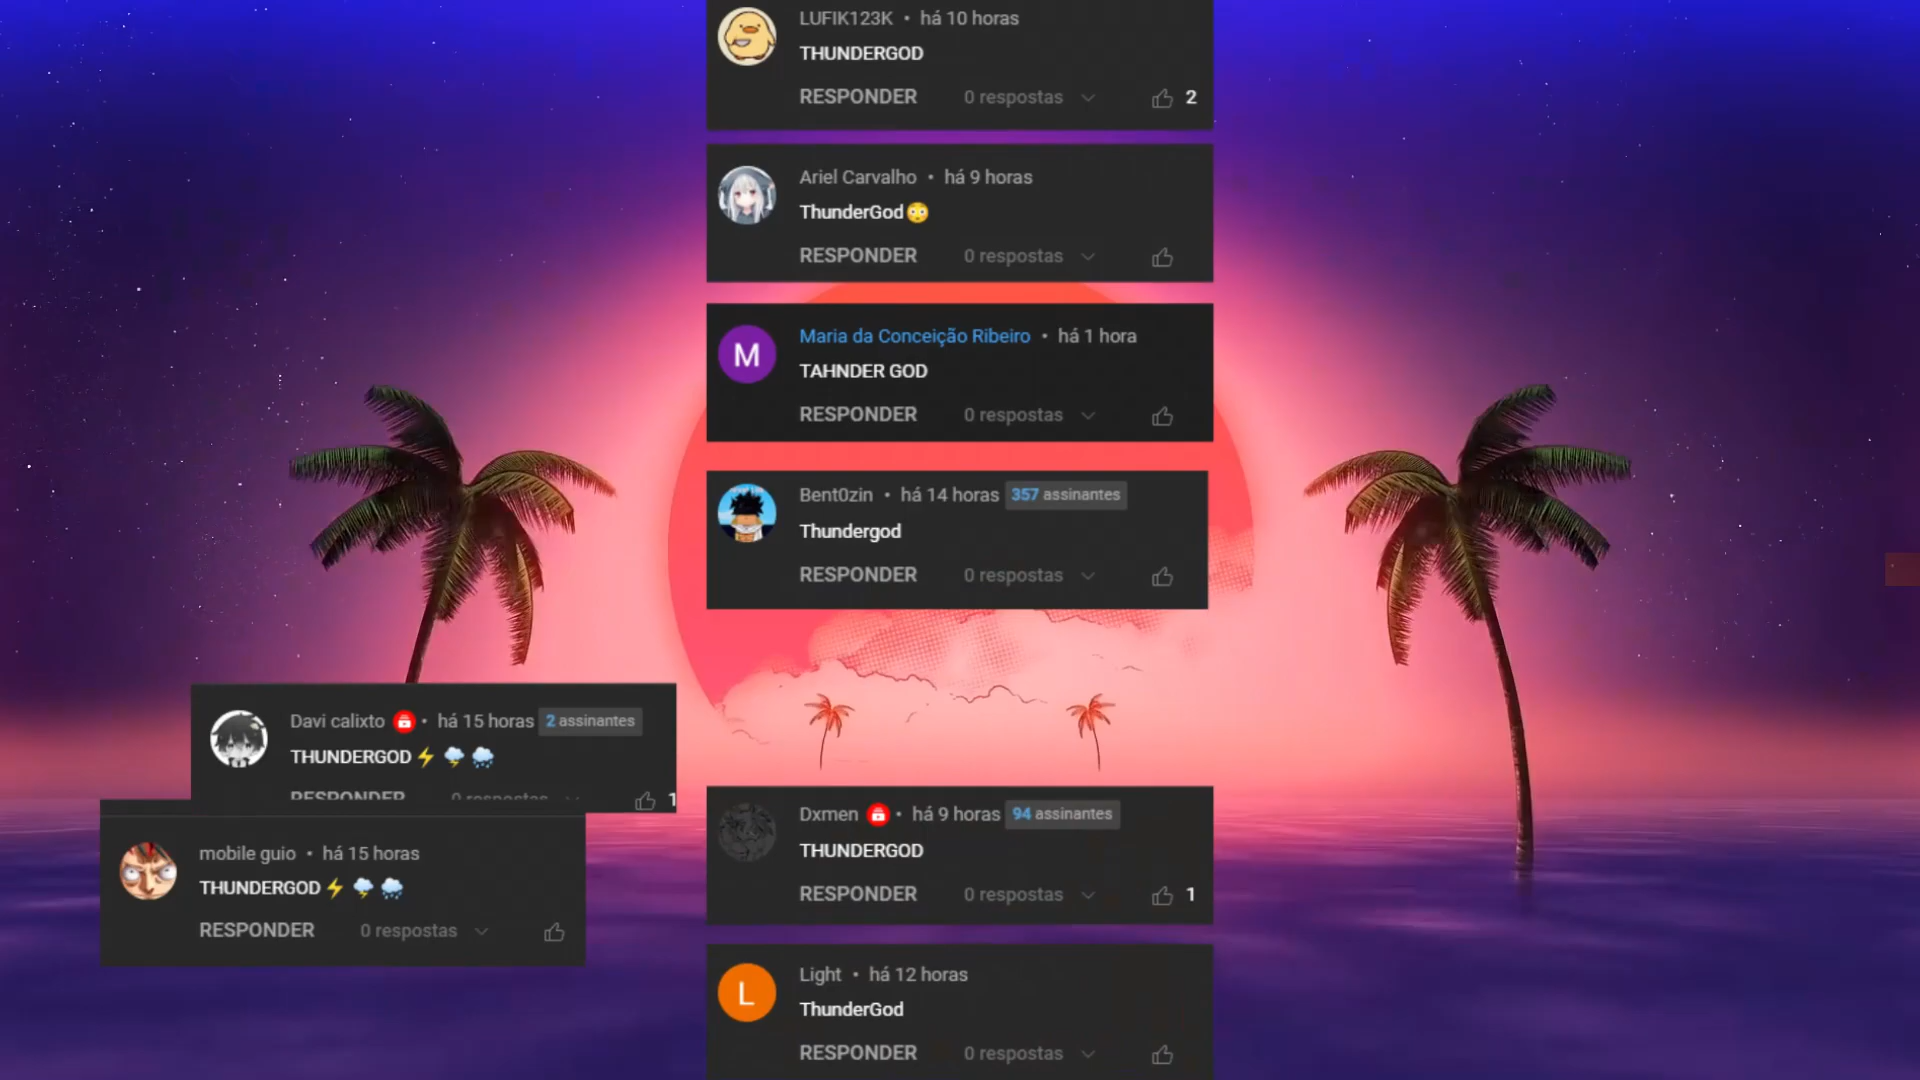 LUFIK123K • há 10 horas
THUNDERGOD
RESPONDER 0 respostas 2
Ariel Carvalho • há 9 horas
ThunderGod😳
RESPONDER 0 respostas
M
Maria da Conceição Ribeiro • há 1 hora
TAHNDER GOD
RESPONDER 0 respostas
Bent0zin • há 14 horas 357 assinantes
Thundergod
RESPONDER 0 respostas
Davi calixto • há 15 horas 2 assinantes
THUNDERGOD⚡🌩️🌧️
RESPONDER 0 respostas 1
mobile guio • há 15 horas
THUNDERGOD⚡🌩️🌧️
RESPONDER 0 respostas
Dxmen • há 9 horas 94 assinantes
THUNDERGOD
RESPONDER 0 respostas 1
L
Light • há 12 horas
ThunderGod
RESPONDER 0 respostas